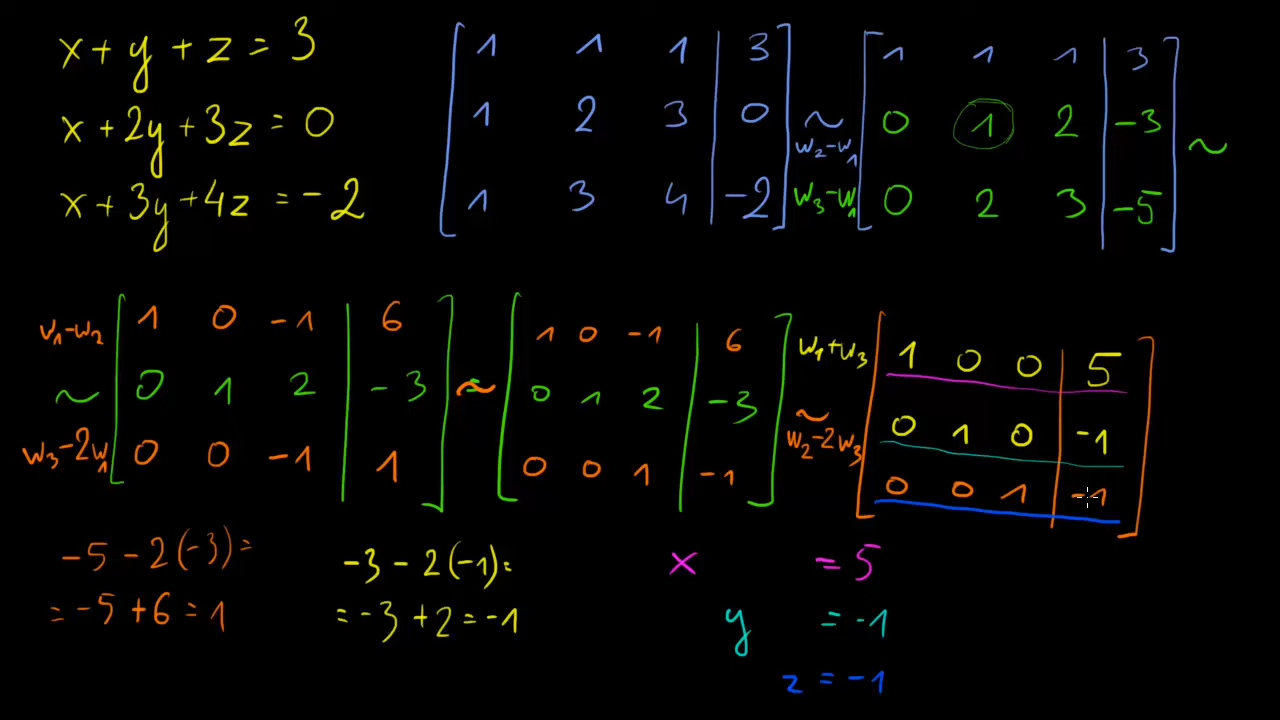 x + y + z = 3
x + 2y + 3z = 0
x + 3y + 4z = -2
1 1 1 | 3
1 2 3 | 0
1 3 4 | -2
~
w₂-w₁
w₃-w₁
1 1 1 | 3
0 1 2 | -3
0 2 3 | -5
~
w₁-w₂
~
w₃-2w₁
1 0 -1 | 6
0 1 2 | -3
0 0 -1 | 1
~
1 0 -1 | 6
0 1 2 | -3
0 0 1 | -1
w₁+w₃
~
w₂-2w₃
1 0 0 | 5
0 1 0 | -1
0 0 1 | -1
-5 - 2(-3) =
= -5 + 6 = 1
-3 - 2(-1) =
= -3 + 2 = -1
x = 5
y = -1
z = -1